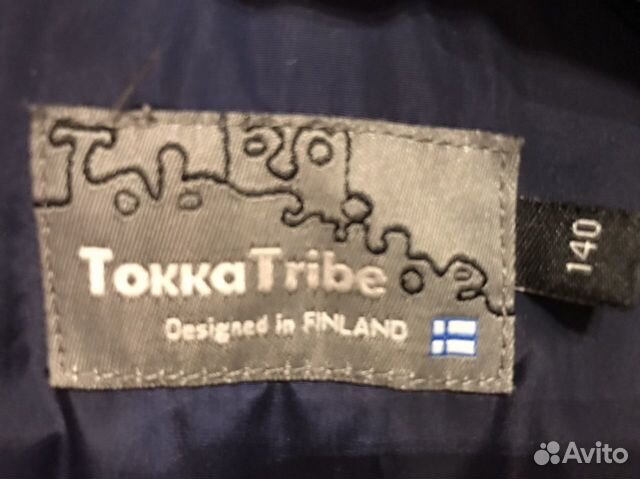 TOKKATribe
Designed in FINLAND
140
Avito